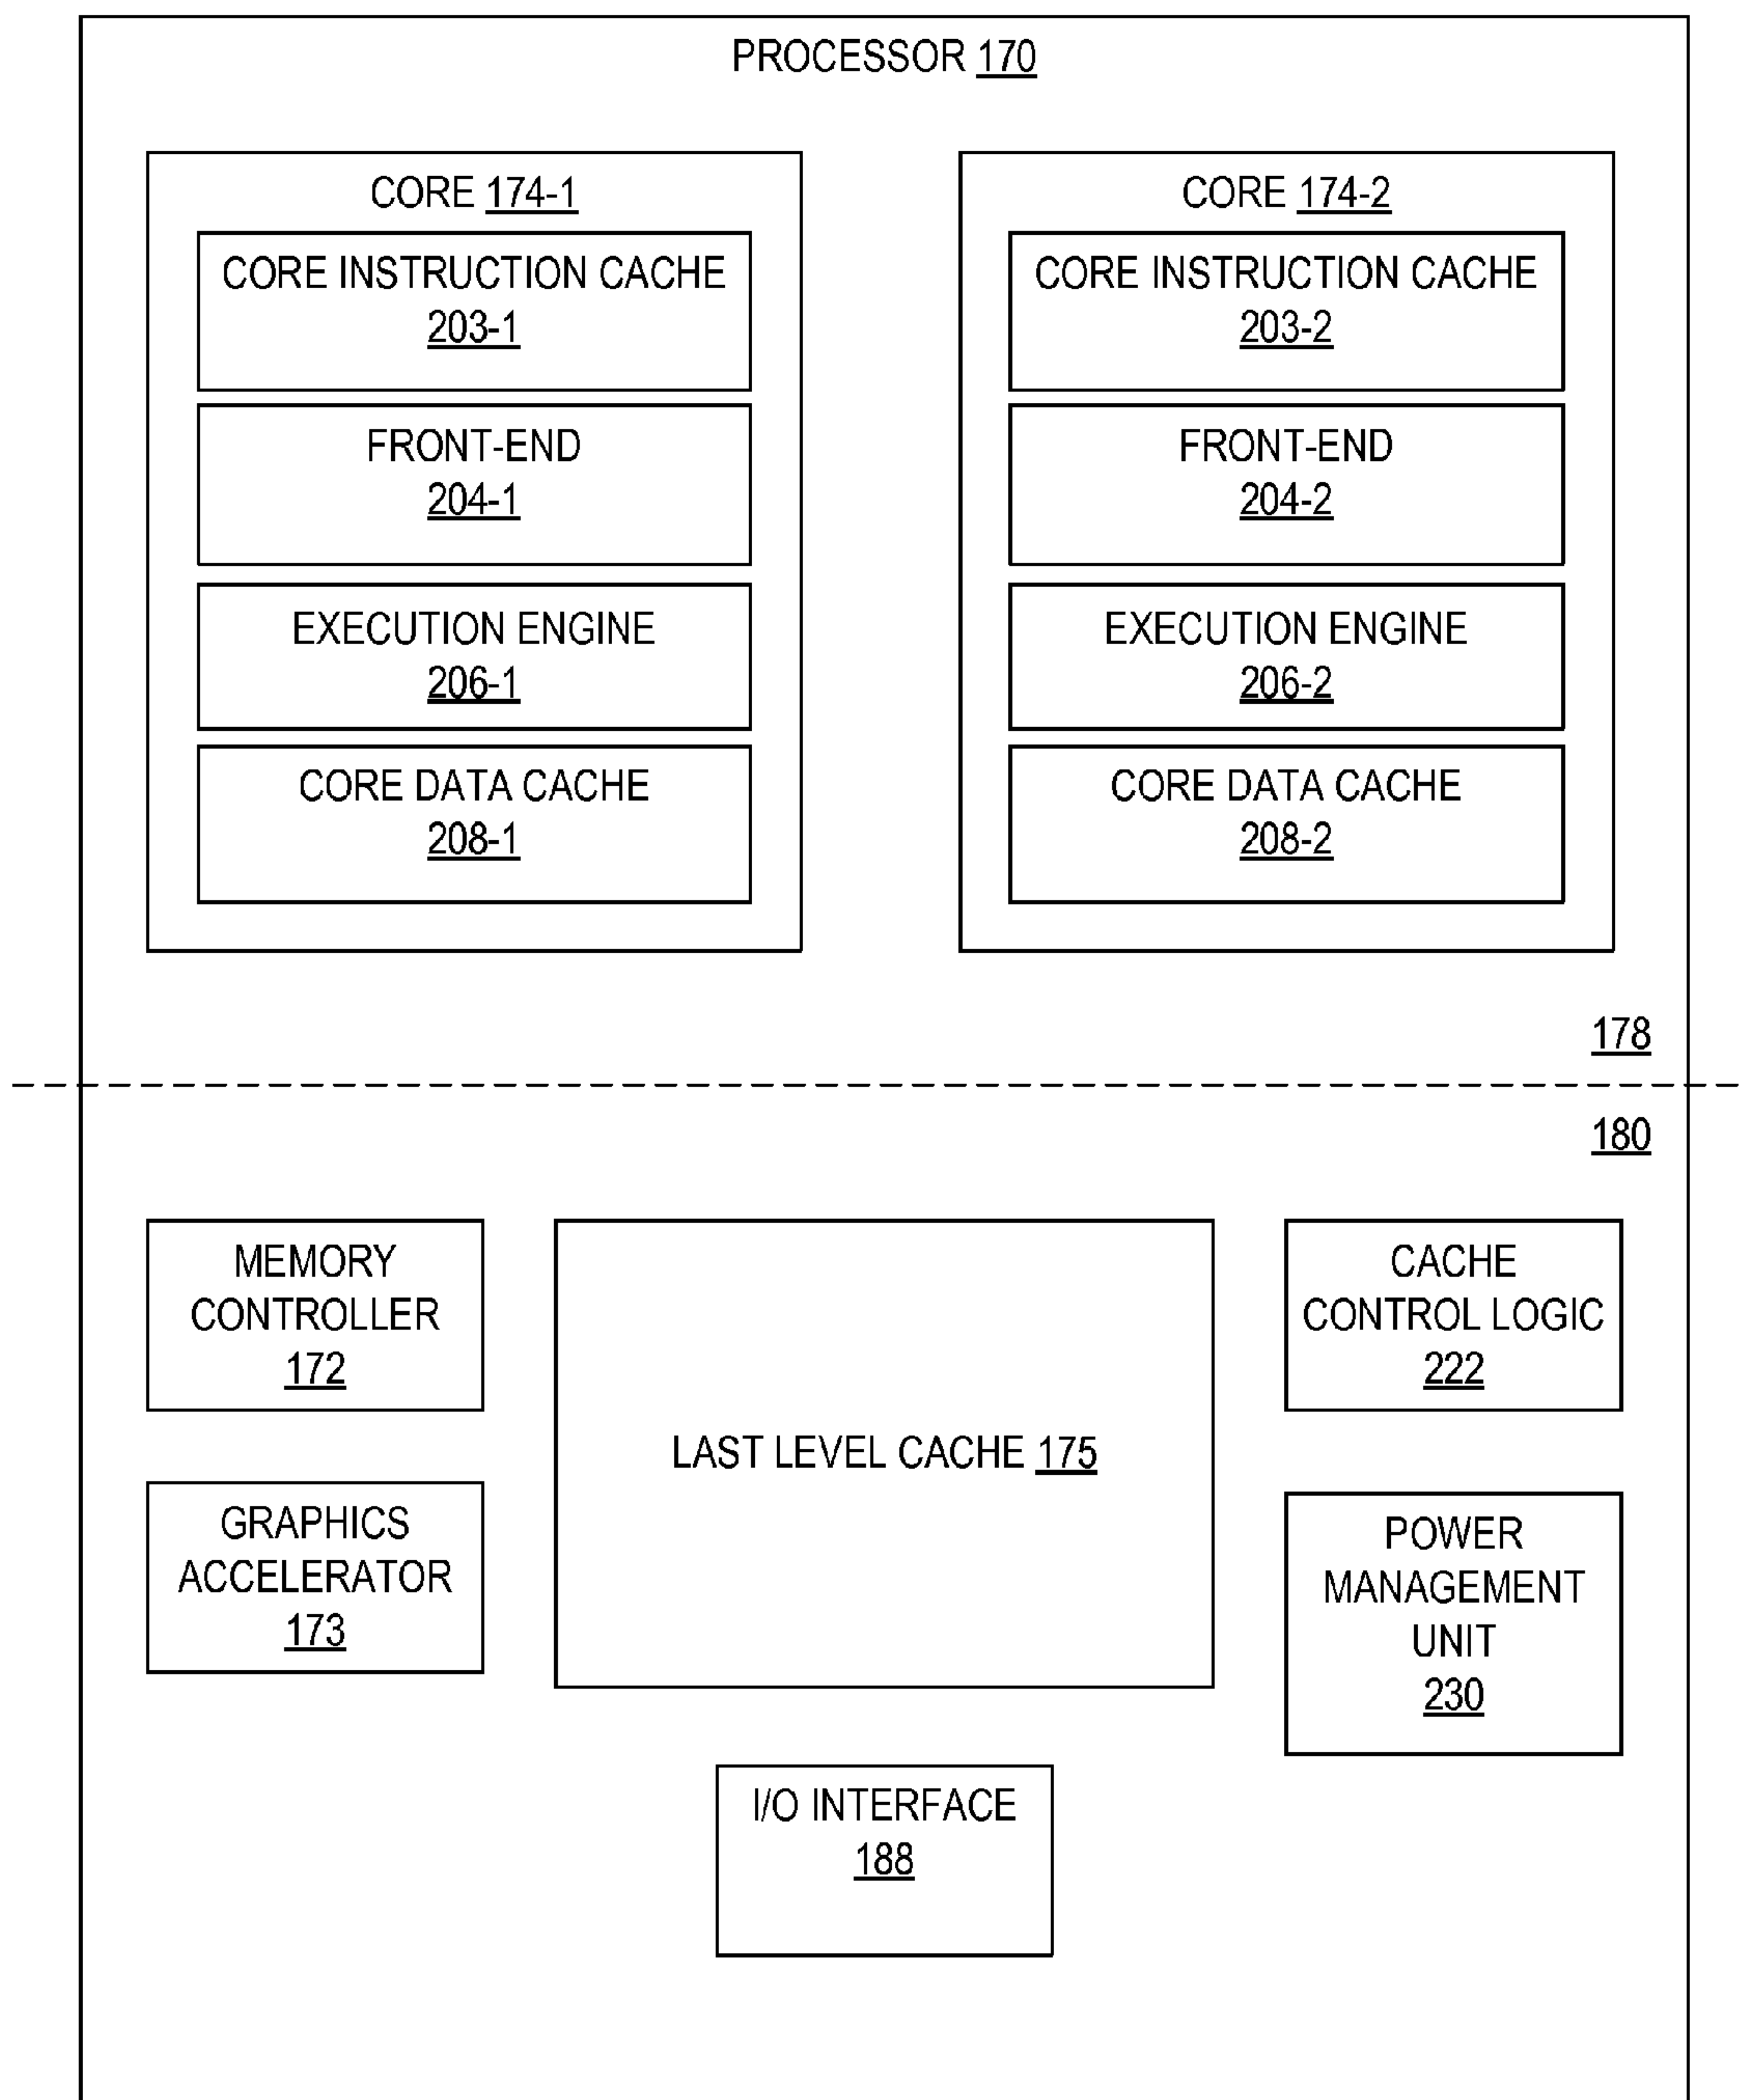 PROCESSOR 170
CORE 174-1
CORE INSTRUCTION CACHE
203-1
FRONT-END
204-1
EXECUTION ENGINE
206-1
CORE DATA CACHE
208-1
CORE 174-2
CORE INSTRUCTION CACHE
203-2
FRONT-END
204-2
EXECUTION ENGINE
206-2
CORE DATA CACHE
208-2
178
180
MEMORY
CONTROLLER
172
GRAPHICS
ACCELERATOR
173
LAST LEVEL CACHE 175
CACHE
CONTROL LOGIC
222
POWER
MANAGEMENT
UNIT
230
I/O INTERFACE
188